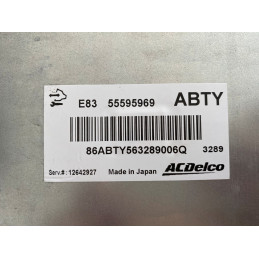 E83 55595969 ABTY
86ABTY563289006Q 3289
Serv.#: 12642927 Made in Japan ACDelco